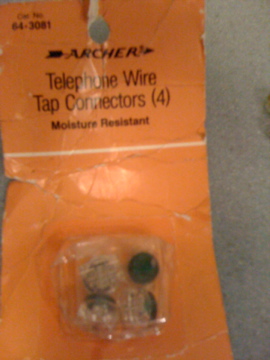 Cat. No.
64-3081
ARCHER
Telephone Wire
Tap Connectors (4)
Moisture Resistant